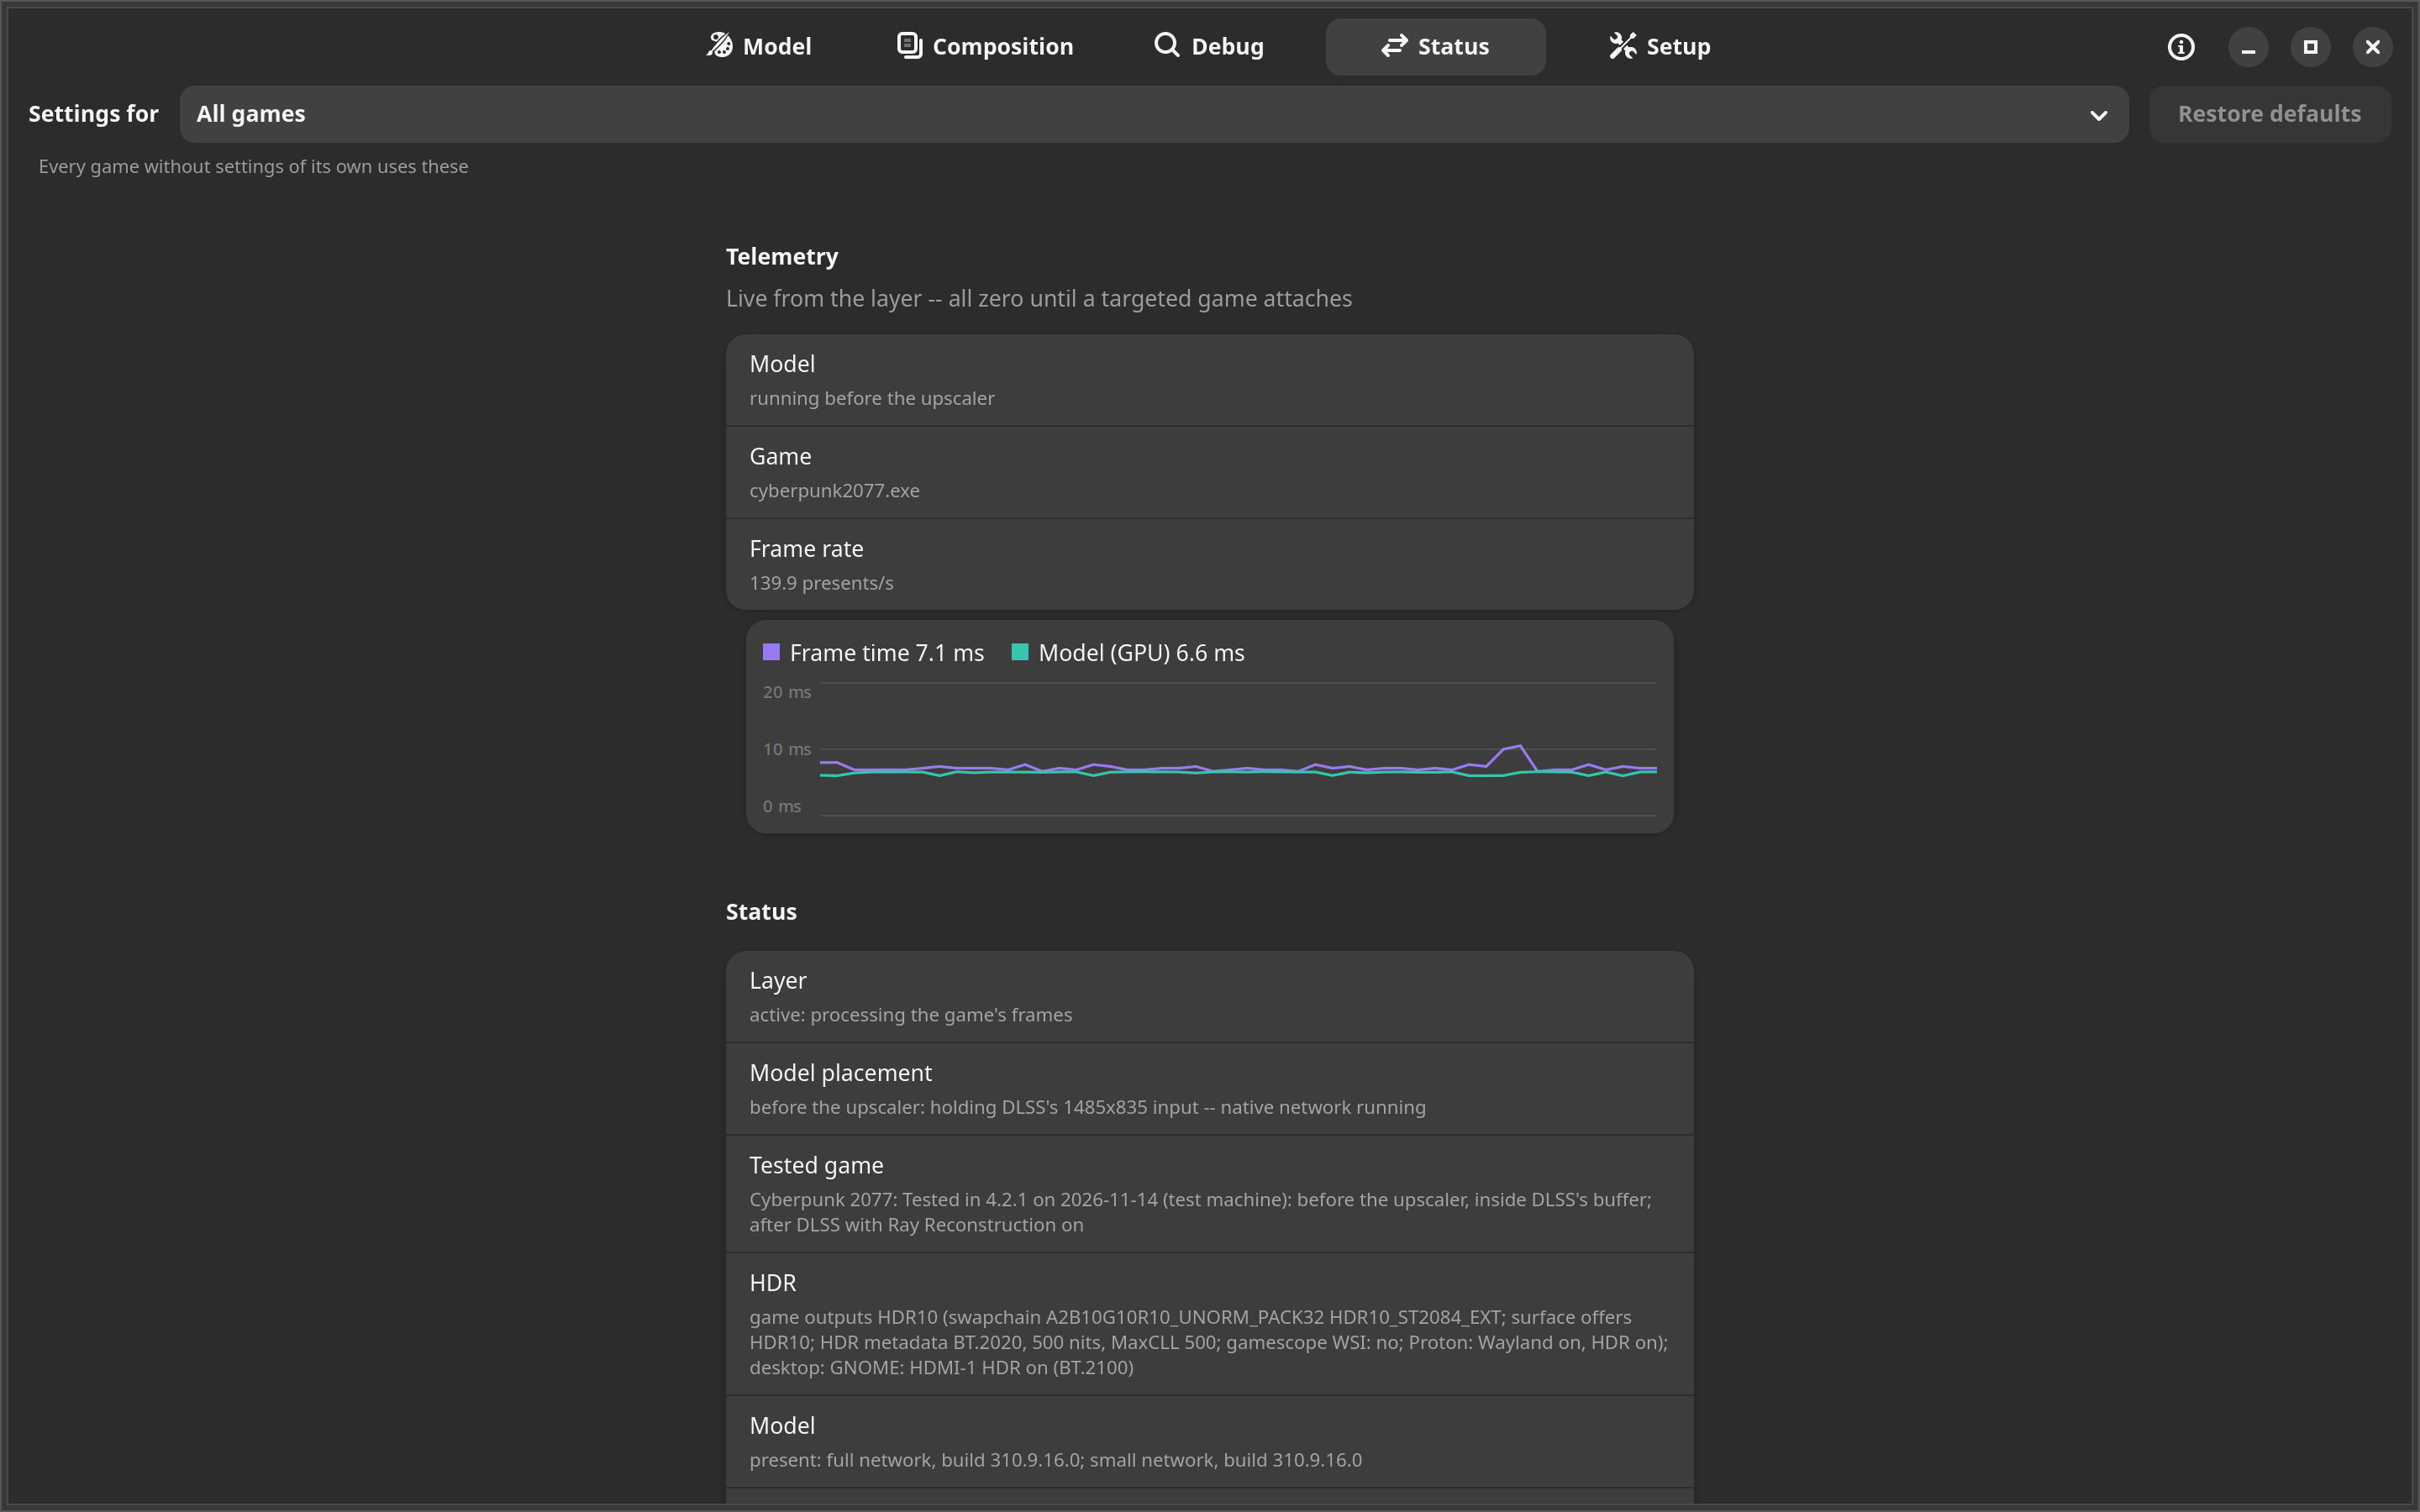 Model
Composition
Debug
Status
Setup
Settings for
All games
Restore defaults
Every game without settings of its own uses these
Telemetry
Live from the layer -- all zero until a targeted game attaches
Model
running before the upscaler
Game
cyberpunk2077.exe
Frame rate
139.9 presents/s
Frame time 7.1 ms
Model (GPU) 6.6 ms
20 ms
10 ms
0 ms
Status
Layer
active: processing the game's frames
Model placement
before the upscaler: holding DLSS's 1485x835 input -- native network running
Tested game
Cyberpunk 2077: Tested in 4.2.1 on 2026-11-14 (test machine): before the upscaler, inside DLSS's buffer;
after DLSS with Ray Reconstruction on
HDR
game outputs HDR10 (swapchain A2B10G10R10_UNORM_PACK32 HDR10_ST2084_EXT; surface offers
HDR10; HDR metadata BT.2020, 500 nits, MaxCLL 500; gamescope WSI: no; Proton: Wayland on, HDR on);
desktop: GNOME: HDMI-1 HDR on (BT.2100)
Model
present: full network, build 310.9.16.0; small network, build 310.9.16.0